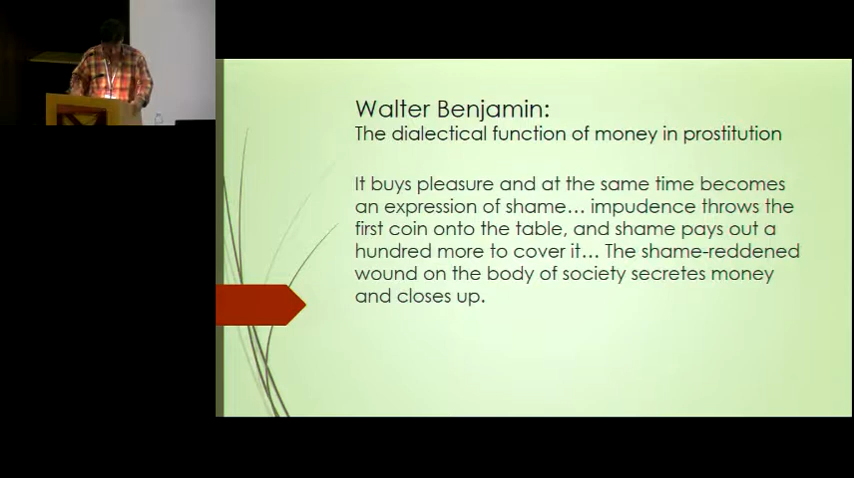 Walter Benjamin:
The dialectical function of money in prostitution
It buys pleasure and at the same time becomes
an expression of shame… impudence throws the
first coin onto the table, and shame pays out a
hundred more to cover it… The shame-reddened
wound on the body of society secretes money
and closes up.